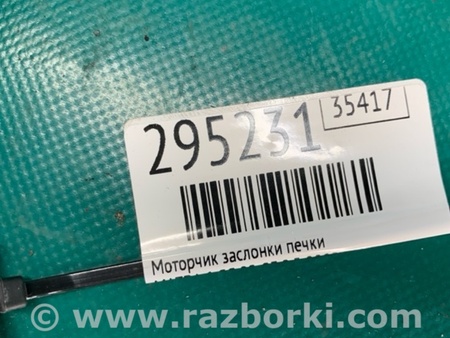 295231
35417
Моторчик заслонки печки
www.razborki.com